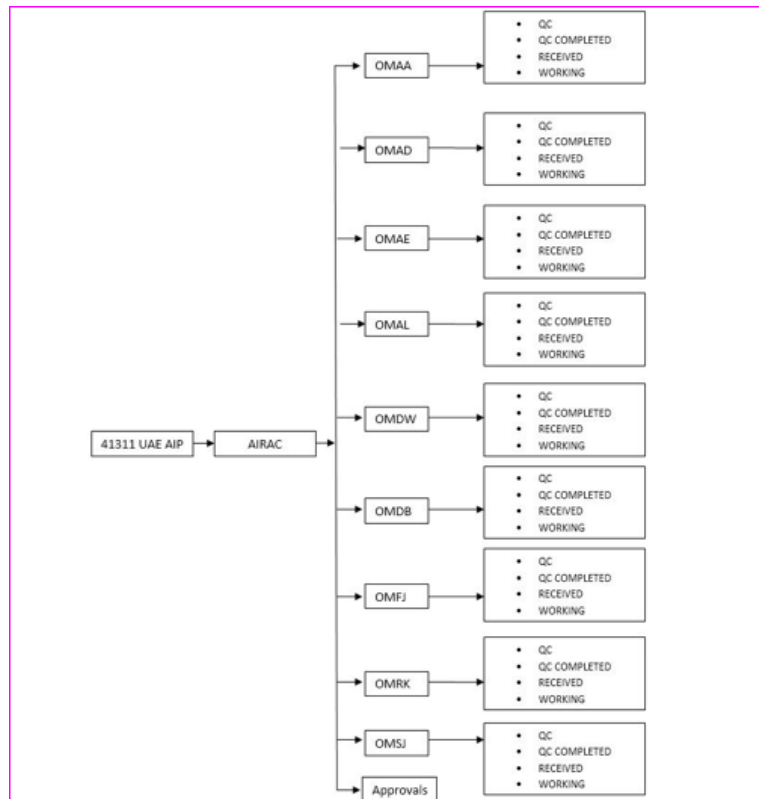 41311 UAE AIP
AIRAC
OMAA
• QC
• QC COMPLETED
• RECEIVED
• WORKING
OMAD
• QC
• QC COMPLETED
• RECEIVED
• WORKING
OMAE
• QC
• QC COMPLETED
• RECEIVED
• WORKING
OMAL
• QC
• QC COMPLETED
• RECEIVED
• WORKING
OMDW
• QC
• QC COMPLETED
• RECEIVED
• WORKING
OMDB
• QC
• QC COMPLETED
• RECEIVED
• WORKING
OMFJ
• QC
• QC COMPLETED
• RECEIVED
• WORKING
OMRK
• QC
• QC COMPLETED
• RECEIVED
• WORKING
OMSJ
• QC
• QC COMPLETED
• RECEIVED
• WORKING
Approvals